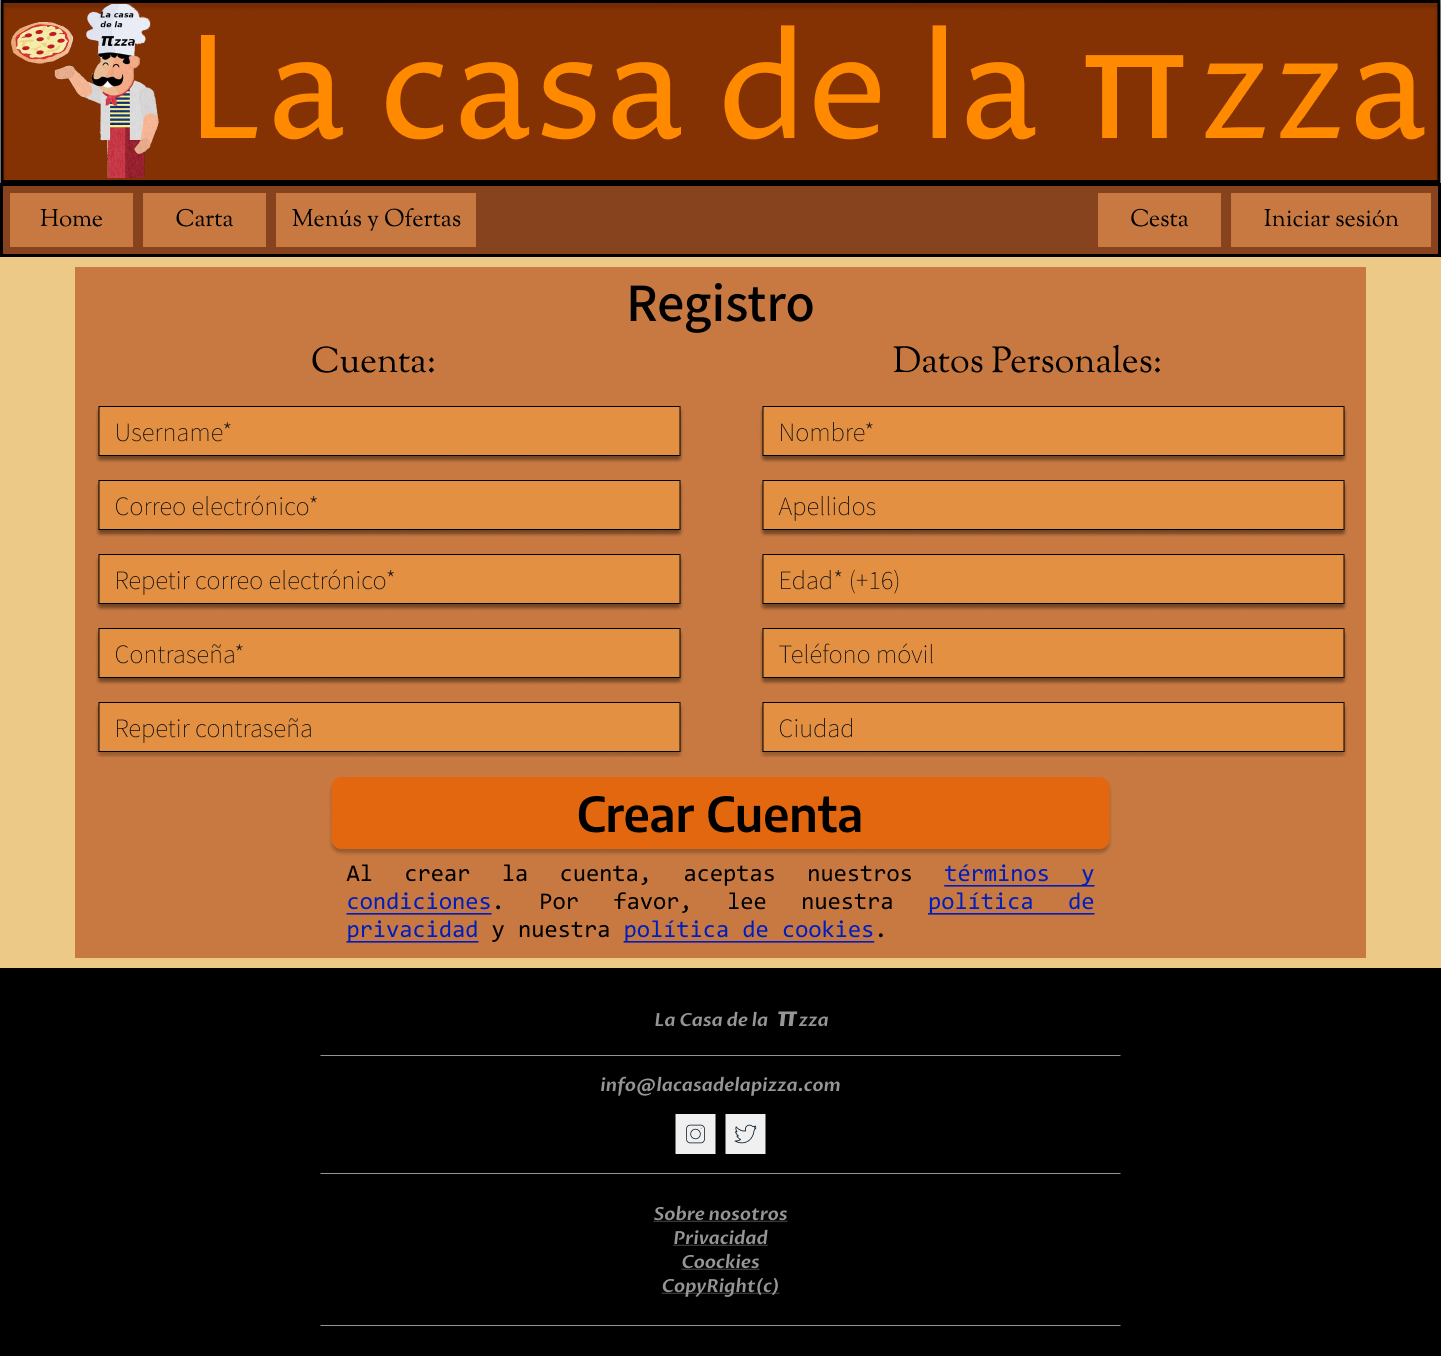 La casa
de la
πzza
La casa de la πzza
Home
Carta
Menús y Ofertas
Cesta
Iniciar sesión
Registro
Cuenta:
Datos Personales:
Username*
Nombre*
Correo electrónico*
Apellidos
Repetir correo electrónico*
Edad* (+16)
Contraseña*
Teléfono móvil
Repetir contraseña
Ciudad
Crear Cuenta
Al crear la cuenta, aceptas nuestros términos y
condiciones. Por favor, lee nuestra política de
privacidad y nuestra política de cookies.
La Casa de la πzza
info@lacasadelapizza.com
Sobre nosotros
Privacidad
Coockies
CopyRight(c)